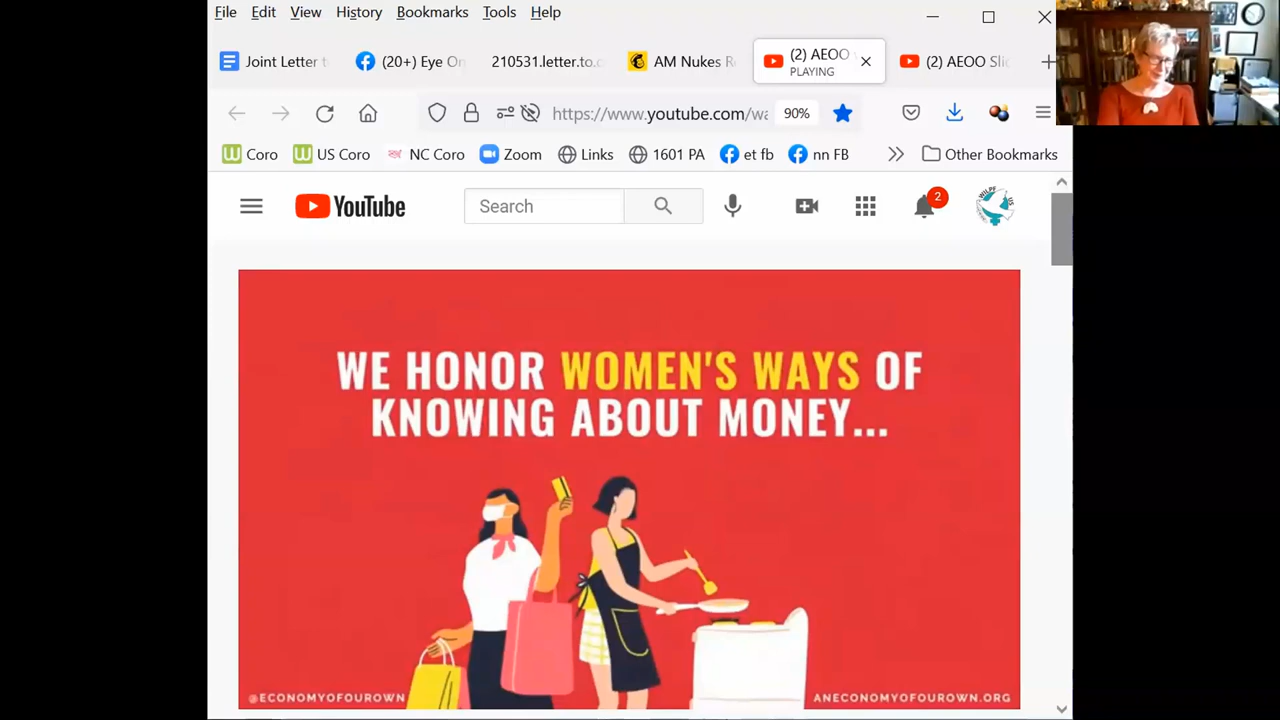 File Edit View History Bookmarks Tools Help
Joint Letter t
(20+) Eye On
210531.letter.to.c
AM Nukes R
(2) AEOO
PLAYING
(2) AEOO Slic
https://www.youtube.com/wa
90%
Coro
US Coro
NC Coro
Zoom
Links
1601 PA
et fb
nn FB
Other Bookmarks
YouTube
Search
2
WILPF
US
WE HONOR WOMEN'S WAYS OF
KNOWING ABOUT MONEY...
@ECONOMYOFOUROWN
ANECONOMYOFOUROWN.ORG